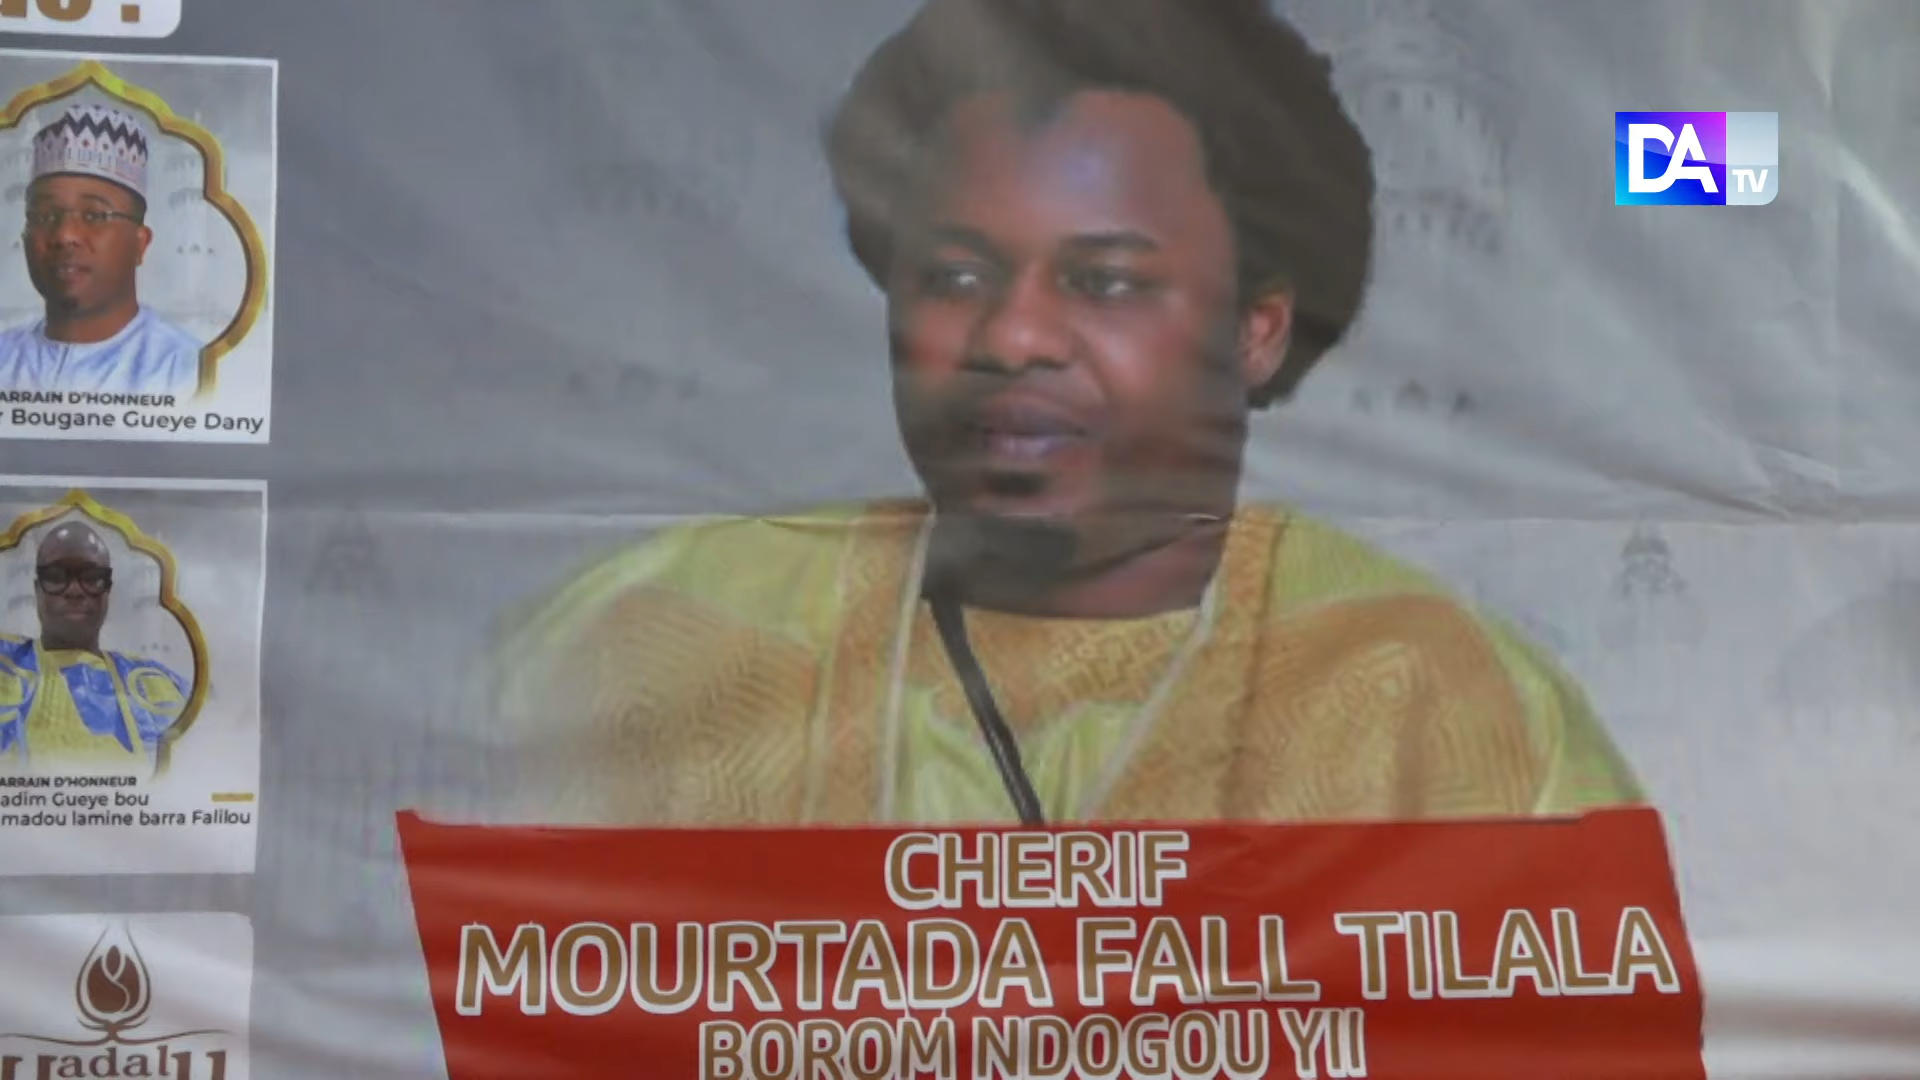 DA TV
ARRAIN D'HONNEUR
r Bougane Gueye Dany
ARRAIN D'HONNEUR
adim Gueye bou
madou lamine barra Falilou
CHERIF
MOURTADA FALL TILALA
BOROM NDOGOU YII